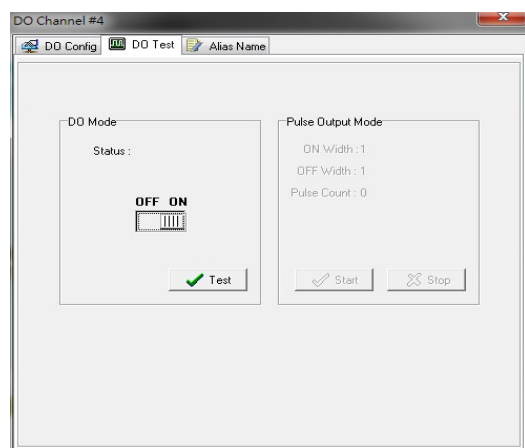 DO Channel #4
DO Config DO Test Alias Name
DO Mode
Status :
OFF ON
Test
Pulse Output Mode
ON Width :1
OFF Width : 1
Pulse Count : 0
Start Stop